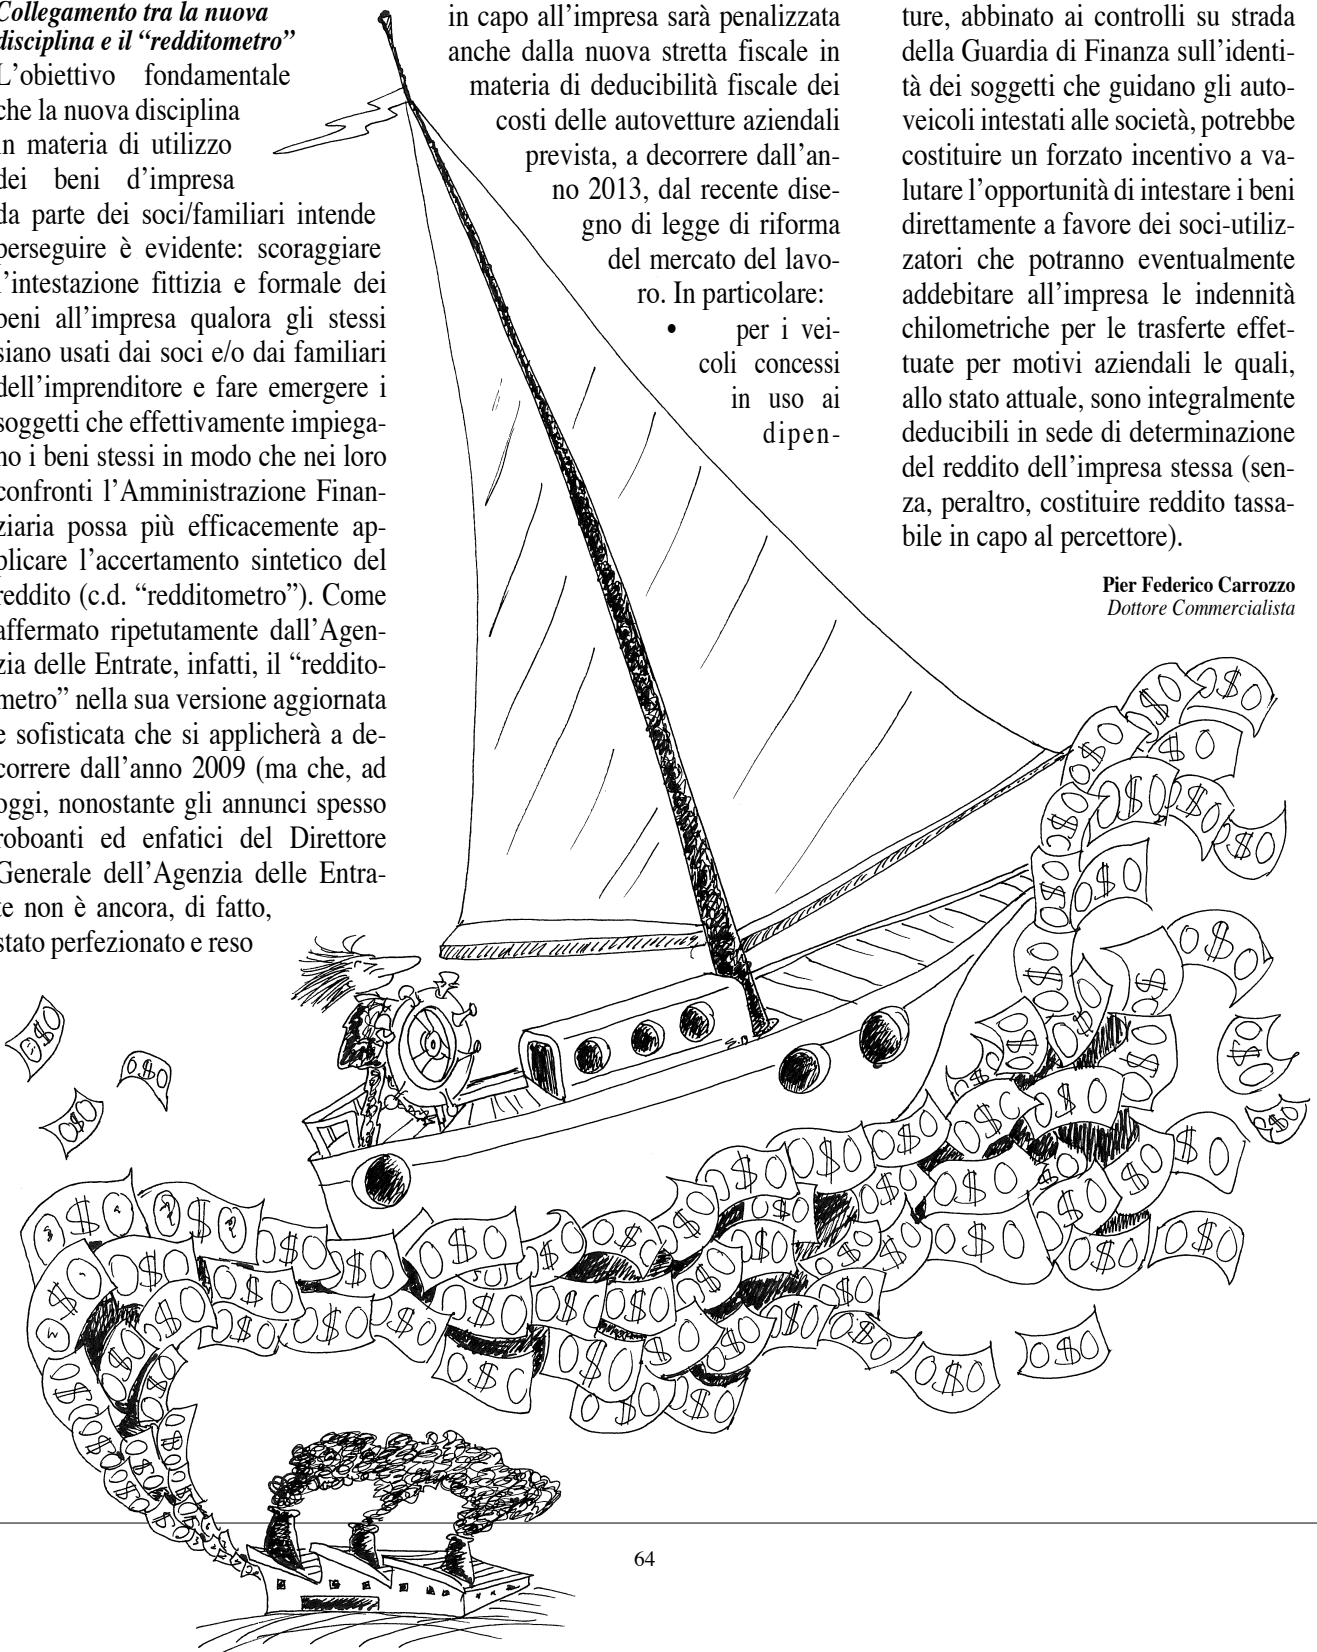 Collegamento tra la nuova
disciplina e il “redditometro”
L’obiettivo fondamentale
che la nuova disciplina
in materia di utilizzo
dei beni d’impresa
da parte dei soci/familiari intende
perseguire è evidente: scoraggiare
l’intestazione fittizia e formale dei
beni all’impresa qualora gli stessi
siano usati dai soci e/o dai familiari
dell’imprenditore e fare emergere i
soggetti che effettivamente impiega-
no i beni stessi in modo che nei loro
confronti l’Amministrazione Finan-
ziaria possa più efficacemente ap-
plicare l’accertamento sintetico del
reddito (c.d. “redditometro”). Come
affermato ripetutamente dall’Agen-
zia delle Entrate, infatti, il “reddito-
metro” nella sua versione aggiornata
e sofisticata che si applicherà a de-
correre dall’anno 2009 (ma che, ad
oggi, nonostante gli annunci spesso
roboanti ed enfatici del Direttore
Generale dell’Agenzia delle Entra-
te non è ancora, di fatto,
stato perfezionato e reso
in capo all’impresa sarà penalizzata
anche dalla nuova stretta fiscale in
materia di deducibilità fiscale dei
costi delle autovetture aziendali
prevista, a decorrere dall’an-
no 2013, dal recente dise-
gno di legge di riforma
del mercato del lavo-
ro. In particolare:
• per i vei-
coli concessi
in uso ai
dipen-
ture, abbinato ai controlli su strada
della Guardia di Finanza sull’identi-
tà dei soggetti che guidano gli auto-
veicoli intestati alle società, potrebbe
costituire un forzato incentivo a va-
lutare l’opportunità di intestare i beni
direttamente a favore dei soci-utiliz-
zatori che potranno eventualmente
addebitare all’impresa le indennità
chilometriche per le trasferte effet-
tuate per motivi aziendali le quali,
allo stato attuale, sono integralmente
deducibili in sede di determinazione
del reddito dell’impresa stessa (sen-
za, peraltro, costituire reddito tassa-
bile in capo al percettore).
Pier Federico Carrozzo
Dottore Commercialista
64